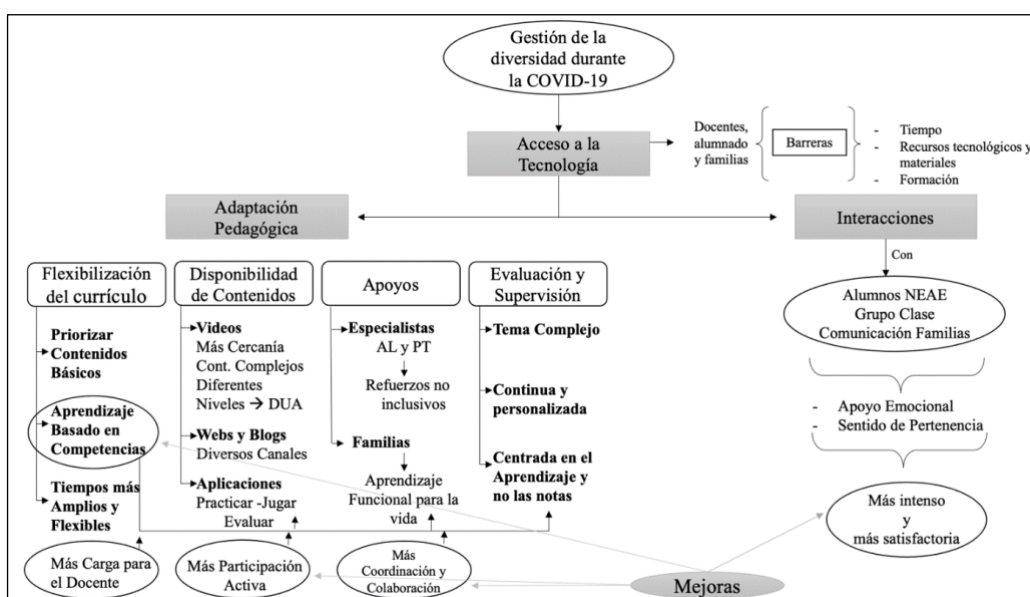 Gestión de la
diversidad durante
la COVID-19
Acceso a la
Tecnología
Docentes,
alumnado
y familias
Barreras
- Tiempo
- Recursos tecnológicos y
materiales
- Formación
Adaptación
Pedagógica
Interacciones
Flexibilización
del currículo
Priorizar
Contenidos
Básicos
Aprendizaje
Basado en
Competencias
Tiempos más
Amplios y
Flexibles
Disponibilidad
de Contenidos
Videos
Más Cercanía
Cont. Complejos
Diferentes
Niveles → DUA
Webs y Blogs
Diversos Canales
Aplicaciones
Practicar -Jugar
Evaluar
Apoyos
Especialistas
AL y PT
Refuerzos no
inclusivos
Familias
Aprendizaje
Funcional para la
vida
Evaluación y
Supervisión
Tema Complejo
Continua y
personalizada
Centrada en el
Aprendizaje y
no las notas
Con
Alumnos NEAE
Grupo Clase
Comunicación Familias
- Apoyo Emocional
- Sentido de Pertenencia
Más intenso
y
más satisfactoria
Más Carga para
el Docente
Más Participación
Activa
Más
Coordinación y
Colaboración
Mejoras